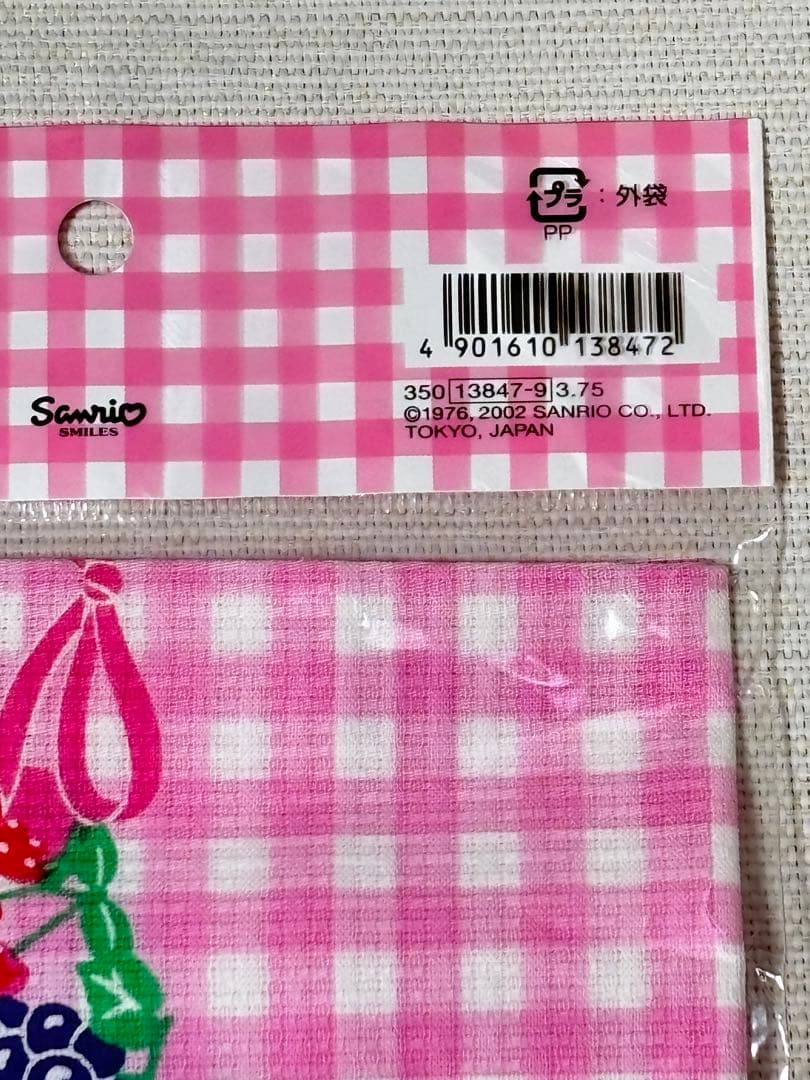 プラ : 外袋
PP
4 901610 138472
Sanrio
SMILES
350 13847-9 3.75
©1976, 2002 SANRIO CO., LTD.
TOKYO, JAPAN